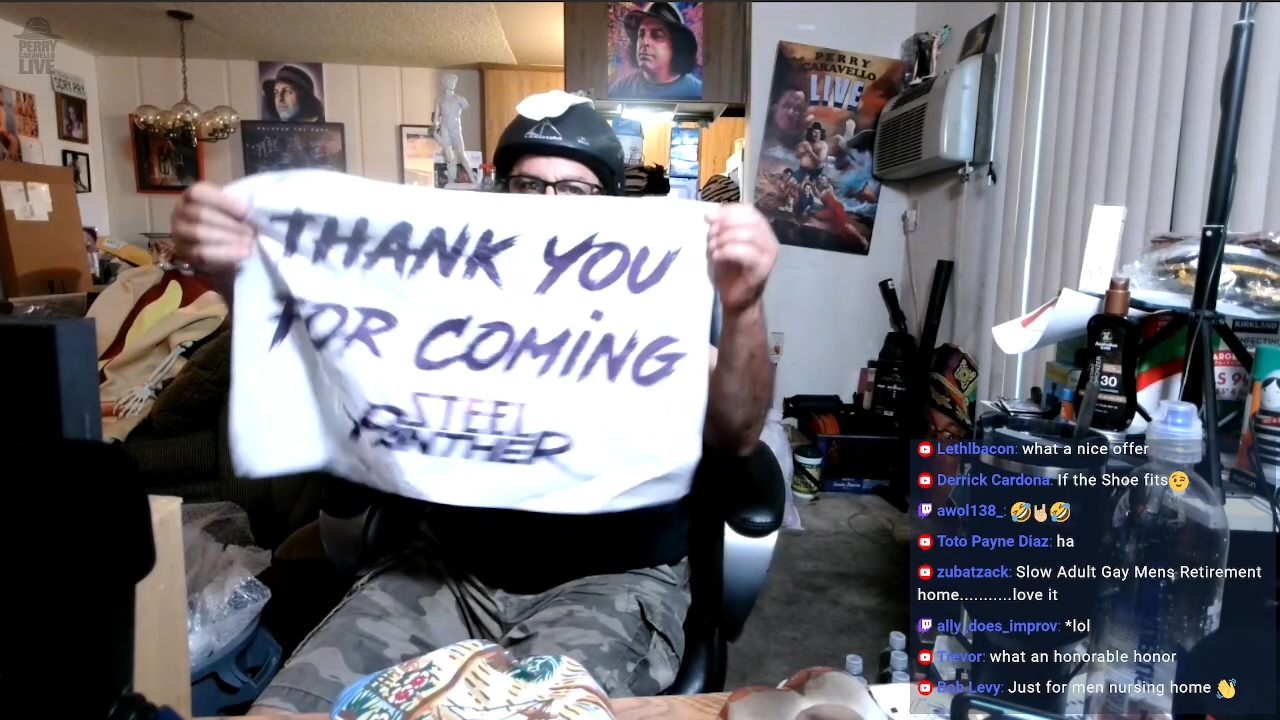 PERRY
CARAVELLO
LIVE
PERRY
CARAVELLO
LIVE
THANK YOU
FOR COMING
STEEL
PANTHER
30
KIRKLAND
Lethlbacon: what a nice offer
Derrick Cardona: If the Shoe fits😉
awol138_: 🤣🤘🏻🤣
Toto Payne Diaz: ha
zubatzack: Slow Adult Gay Mens Retirement
home...........love it
ally_does_improv: *lol
Trevor: what an honorable honor
Bob Levy: Just for men nursing home 👏